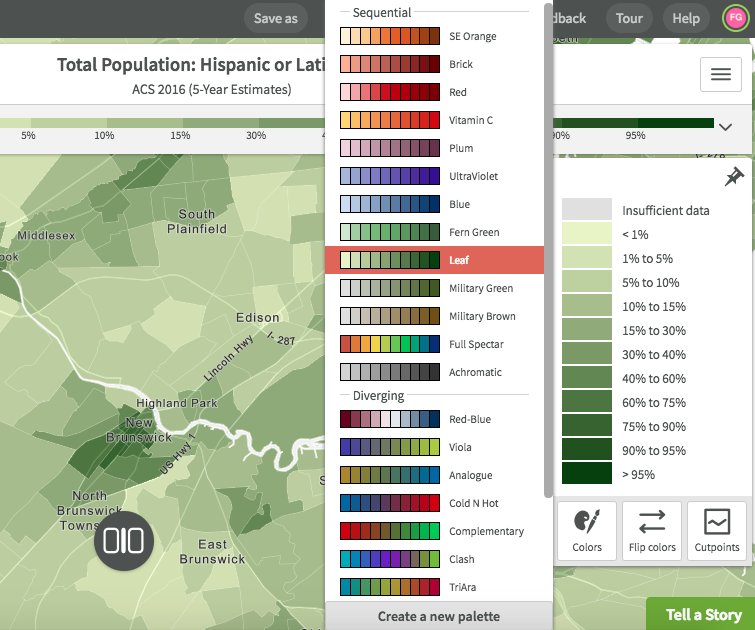 Save as
Tour
Help
FG
Total Population: Hispanic or
ACS 2016 (5-Year Estimates)
5%
10%
15%
30%
95%
Sequential
SE Orange
Brick
Red
Vitamin C
Plum
UltraViolet
Blue
Fern Green
Leaf
Military Green
Military Brown
Full Spectar
Achromatic
Diverging
Red-Blue
Viola
Analogue
Cold N Hot
Complementary
Clash
TriAra
Create a new palette
Insufficient data
< 1%
1% to 5%
5% to 10%
10% to 15%
15% to 30%
30% to 40%
40% to 60%
60% to 75%
75% to 90%
90% to 95%
> 95%
Colors
Flip colors
Cutpoints
Tell a Story
South
Plainfield
Middlesex
Edison
I- 287
Lincoln Hwy
Highland Park
New
Brunswick
US Hwy 1
North
Brunswick
East
Brunswick